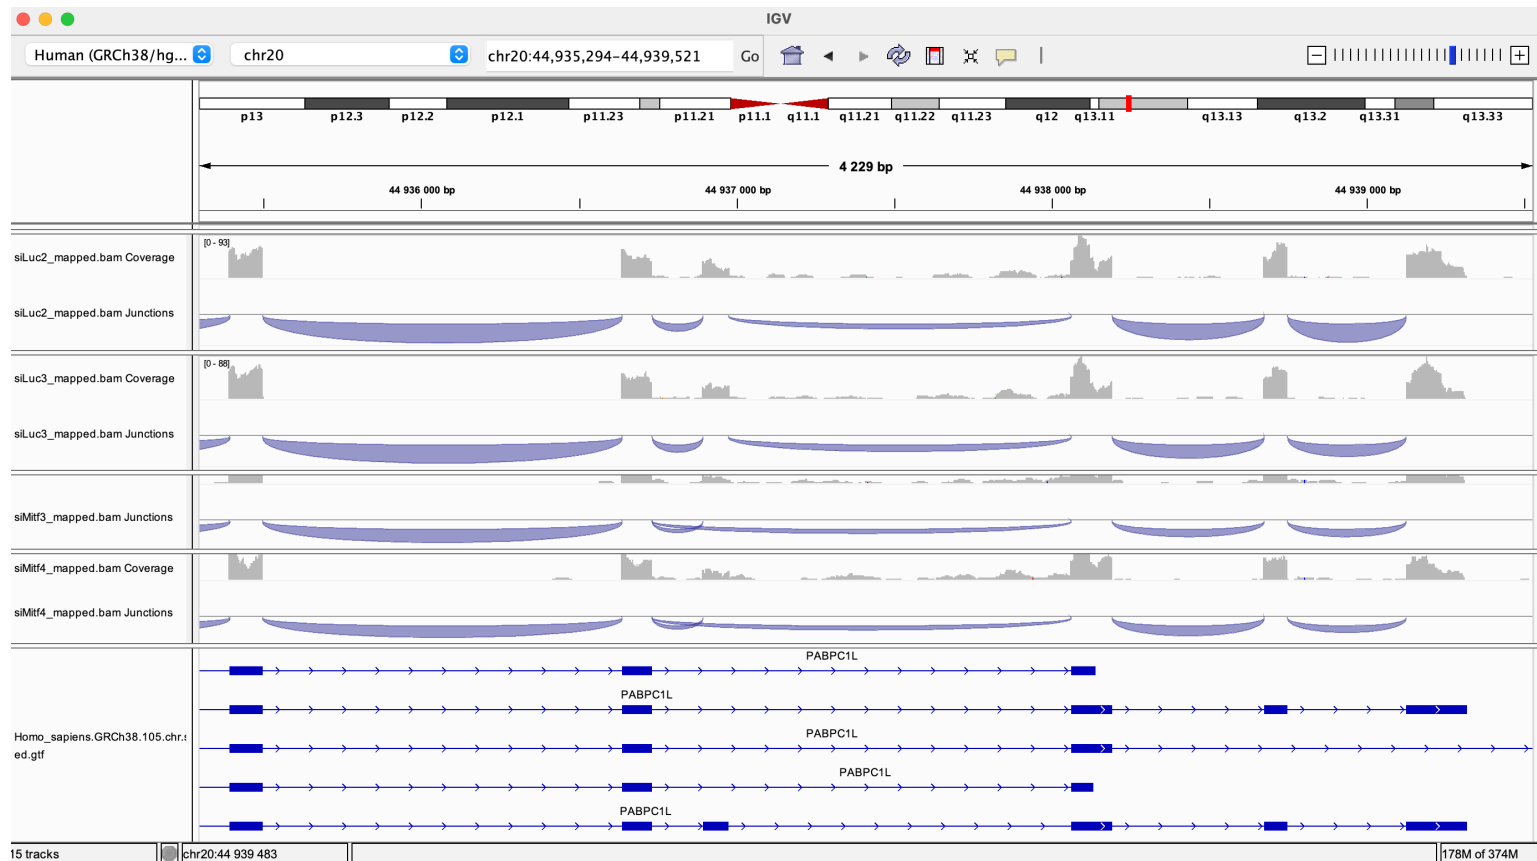 IGV
Human (GRCh38/hg... chr20 chr20:44,935,294-44,939,521 Go
p13 p12.3 p12.2 p12.1 p11.23 p11.21 p11.1 q11.1 q11.21 q11.22 q11.23 q12 q13.11 q13.13 q13.2 q13.31 q13.33
4 229 bp
44 936 000 bp 44 937 000 bp 44 938 000 bp 44 939 000 bp
[0 - 93]
siLuc2_mapped.bam Coverage
siLuc2_mapped.bam Junctions
[0 - 88]
siLuc3_mapped.bam Coverage
siLuc3_mapped.bam Junctions
siMitf3_mapped.bam Junctions
siMitf4_mapped.bam Coverage
siMitf4_mapped.bam Junctions
PABPC1L
PABPC1L
PABPC1L
Homo_sapiens.GRCh38.105.chr.s
ed.gtf
PABPC1L
PABPC1L
15 tracks chr20:44 939 483 178M of 374M